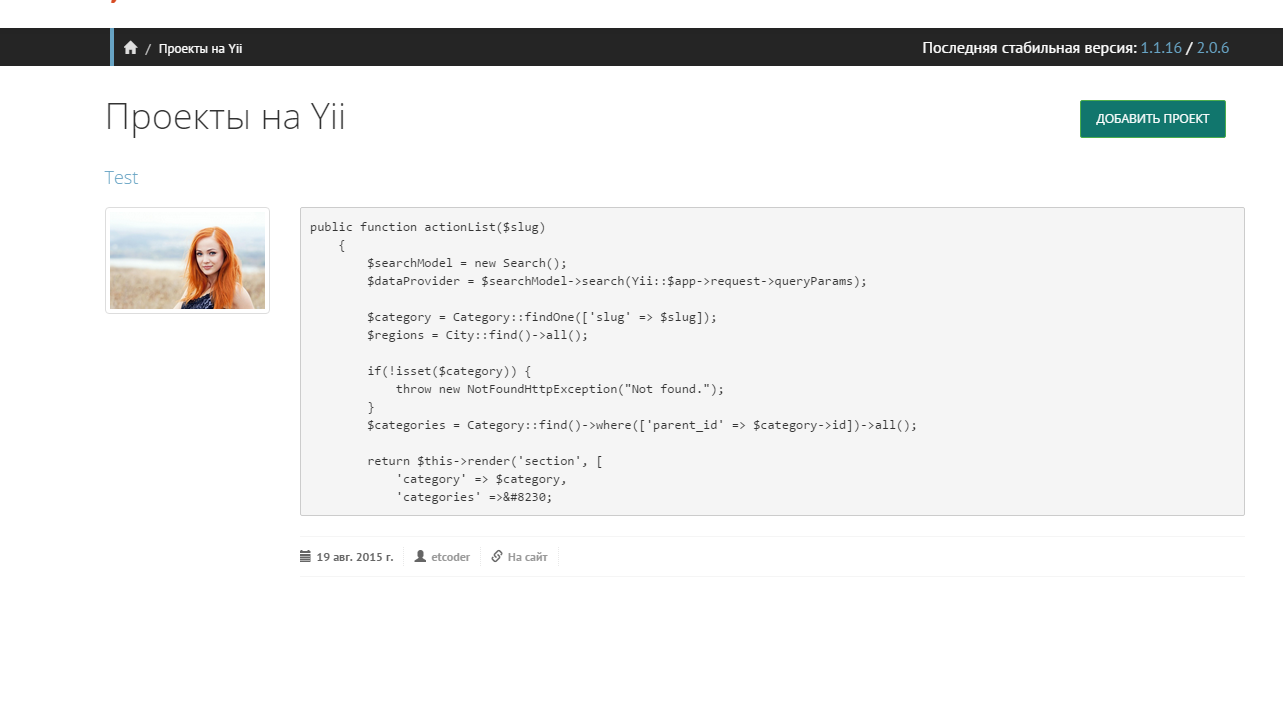 / Проекты на Yii
Последняя стабильная версия: 1.1.16 / 2.0.6
Проекты на Yii
ДОБАВИТЬ ПРОЕКТ
Test
public function actionList($slug)
    {
        $searchModel = new Search();
        $dataProvider = $searchModel->search(Yii::$app->request->queryParams);

        $category = Category::findOne(['slug' => $slug]);
        $regions = City::find()->all();

        if(!isset($category)) {
            throw new NotFoundHttpException("Not found.");
        }
        $categories = Category::find()->where(['parent_id' => $category->id])->all();

        return $this->render('section', [
            'category' => $category,
            'categories' =>&#8230;
19 авг. 2015 г. etcoder На сайт